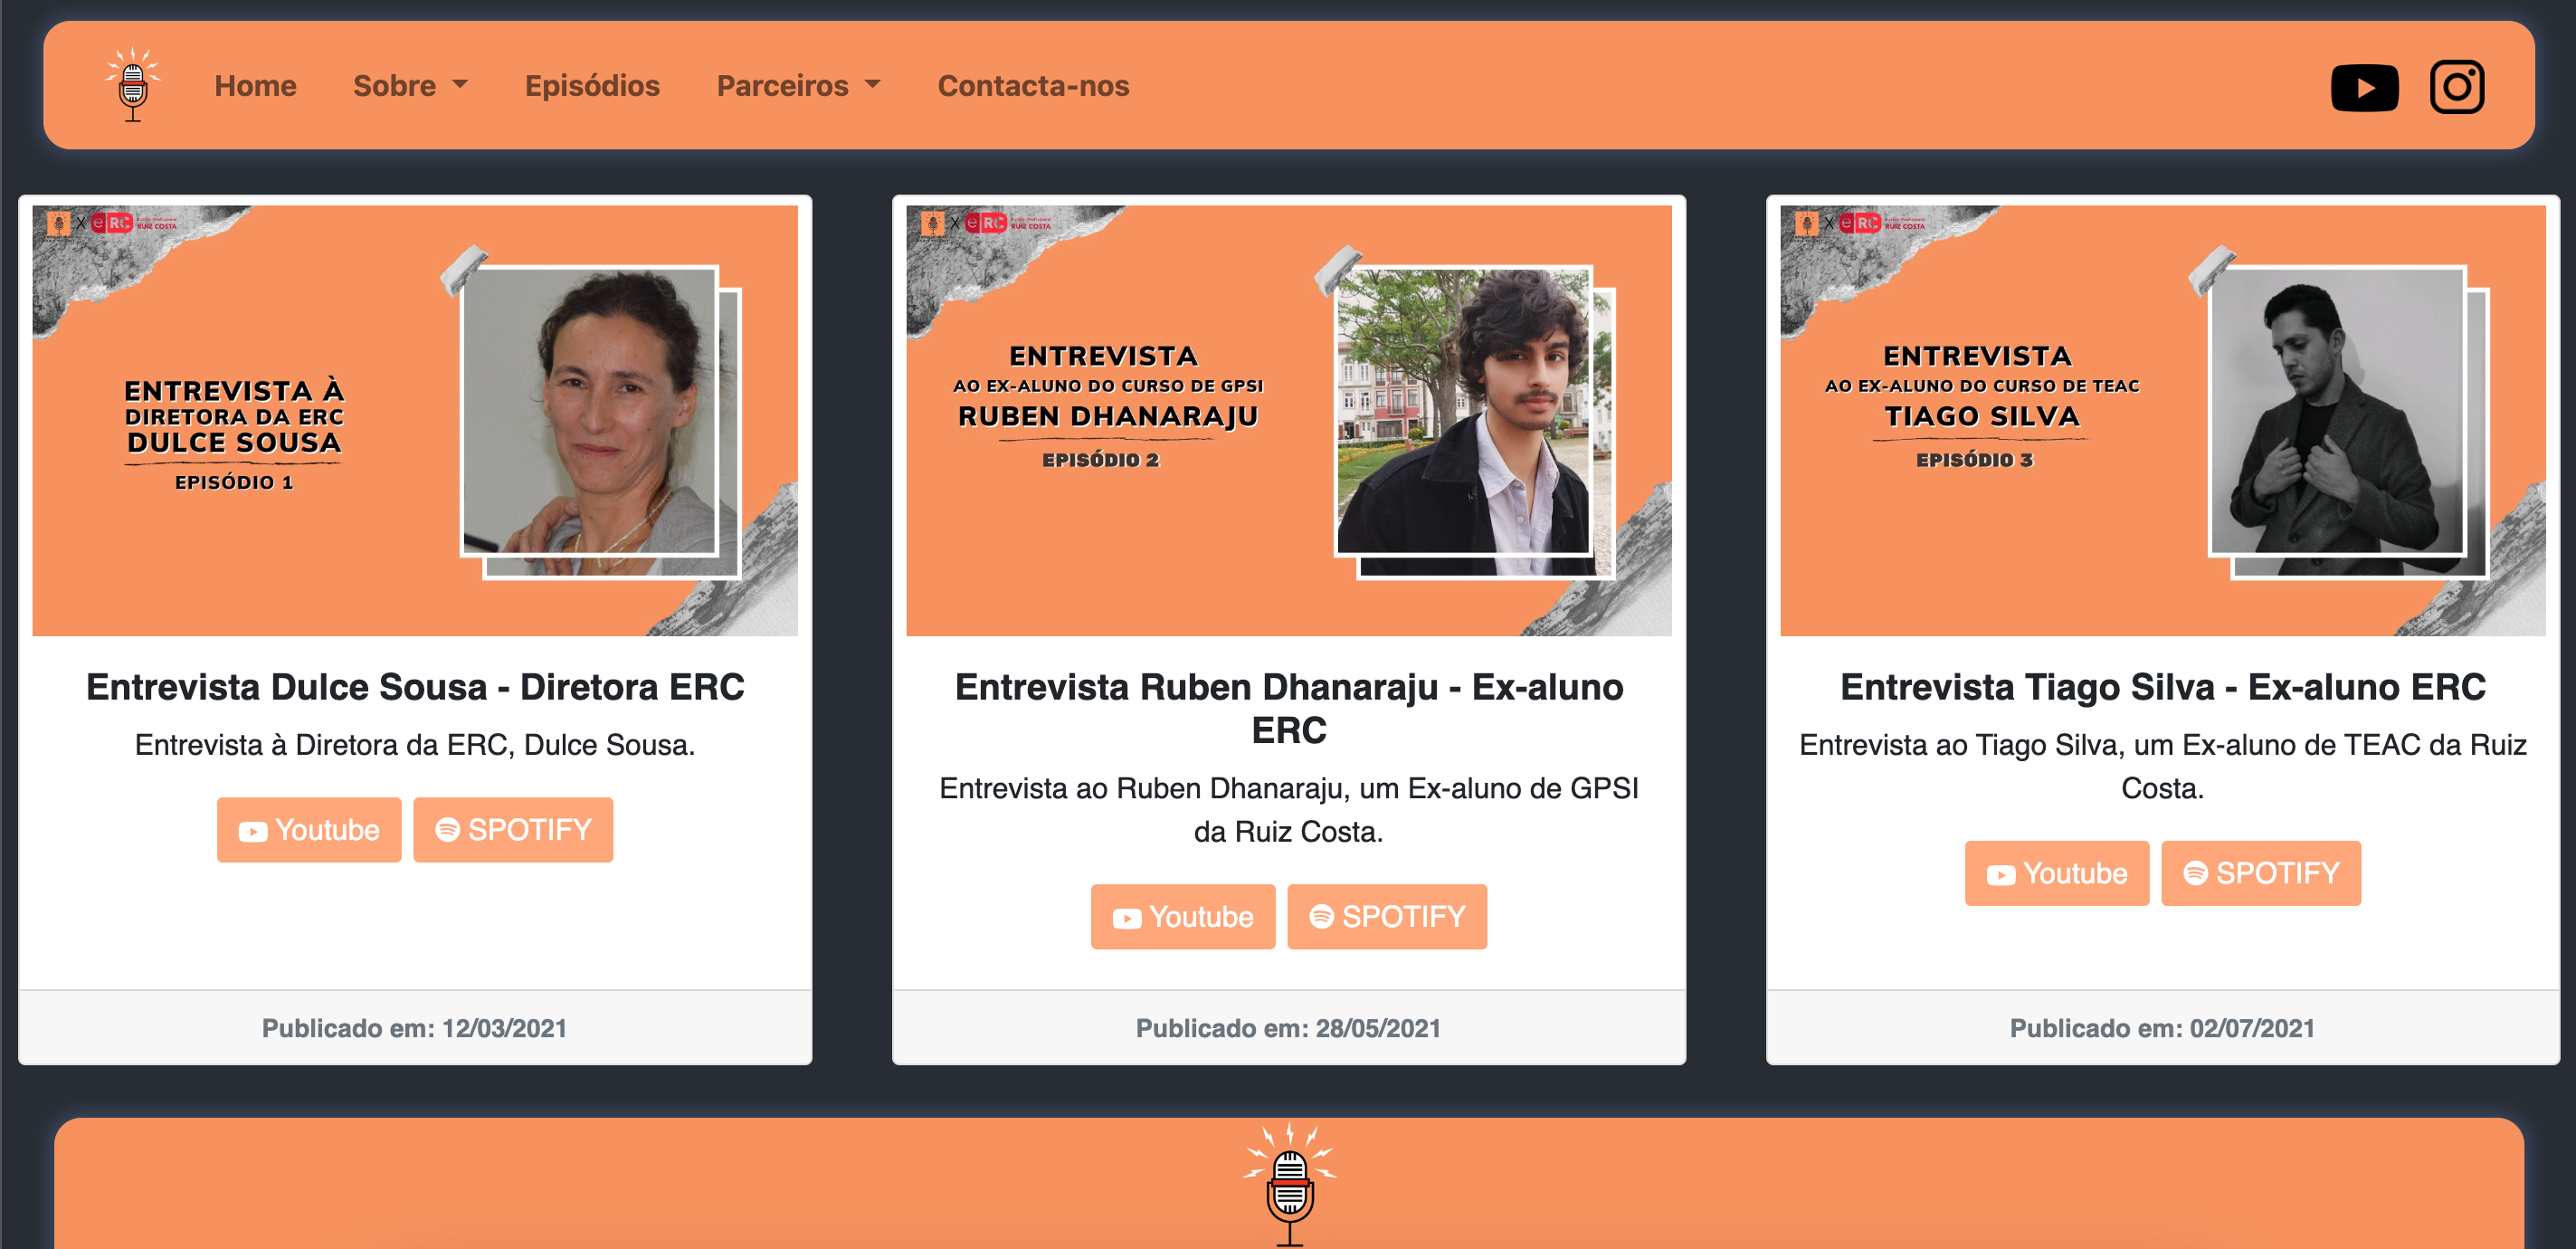 Home Sobre Episódios Parceiros Contacta-nos
X eRC
RUIZ COSTA
ENTREVISTA À
DIRETORA DA ERC
DULCE SOUSA
EPISÓDIO 1
Entrevista Dulce Sousa - Diretora ERC
Entrevista à Diretora da ERC, Dulce Sousa.
Youtube SPOTIFY
Publicado em: 12/03/2021
X eRC
RUIZ COSTA
ENTREVISTA
AO EX-ALUNO DO CURSO DE GPSI
RUBEN DHANARAJU
EPISÓDIO 2
Entrevista Ruben Dhanaraju - Ex-aluno
ERC
Entrevista ao Ruben Dhanaraju, um Ex-aluno de GPSI
da Ruiz Costa.
Youtube SPOTIFY
Publicado em: 28/05/2021
X eRC
RUIZ COSTA
ENTREVISTA
AO EX-ALUNO DO CURSO DE TEAC
TIAGO SILVA
EPISÓDIO 3
Entrevista Tiago Silva - Ex-aluno ERC
Entrevista ao Tiago Silva, um Ex-aluno de TEAC da Ruiz
Costa.
Youtube SPOTIFY
Publicado em: 02/07/2021